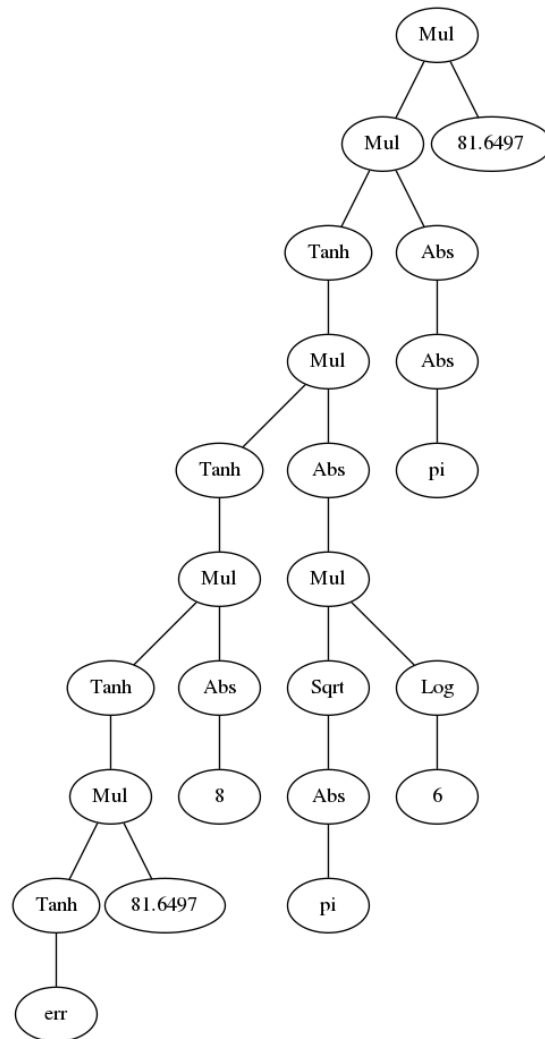 Mul
Mul 81.6497
Tanh Abs
Mul Abs
Tanh Abs pi
Mul Mul
Tanh Abs Sqrt Log
Mul 8 Abs 6
Tanh 81.6497 pi
err